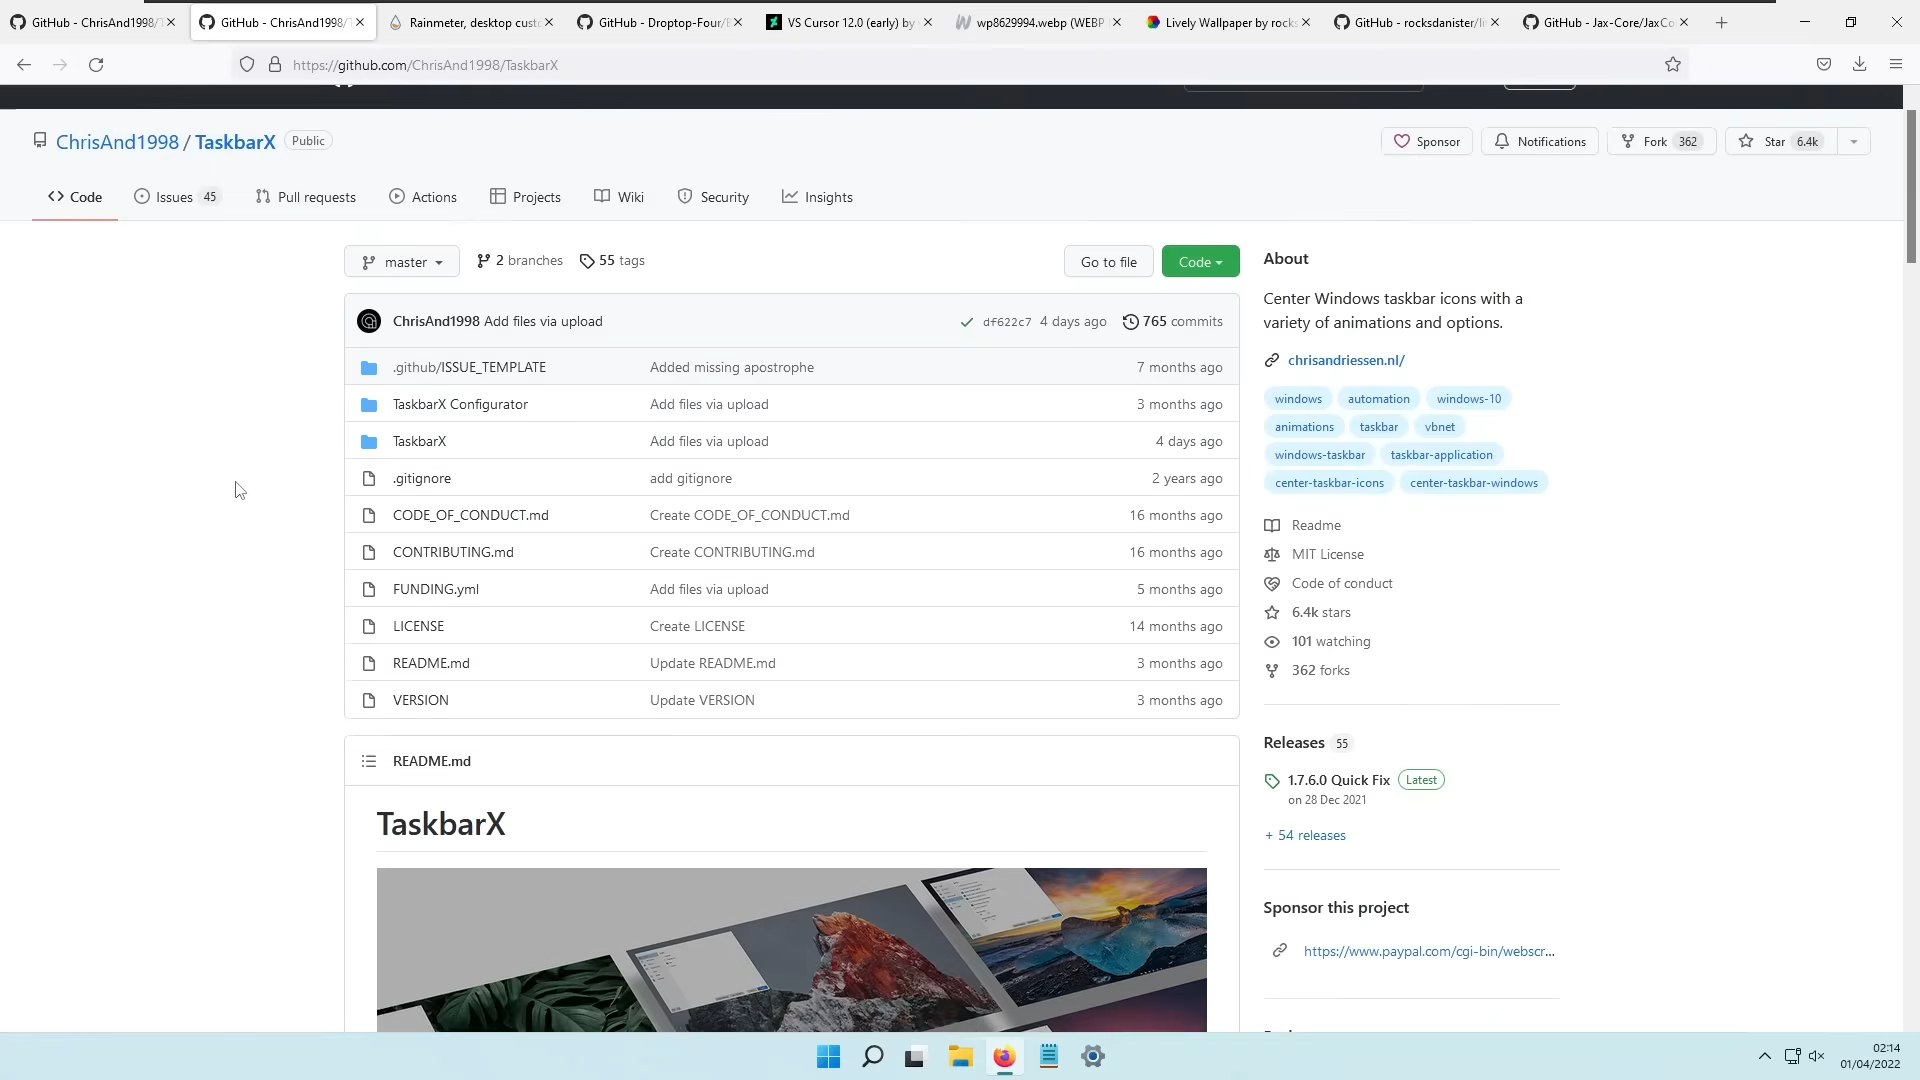 GitHub - ChrisAnd1998/T
GitHub - ChrisAnd1998/T
Rainmeter, desktop custo
GitHub - Droptop-Four/B
VS Cursor 12.0 (early) by
wp8629994.webp (WEBP
Lively Wallpaper by rocks
GitHub - rocksdanister/li
GitHub - Jax-Core/JaxCo
https://github.com/ChrisAnd1998/TaskbarX
ChrisAnd1998 / TaskbarX Public
Sponsor
Notifications
Fork 362
Star 6.4k
Code
Issues 45
Pull requests
Actions
Projects
Wiki
Security
Insights
master
2 branches
55 tags
Go to file
Code
ChrisAnd1998 Add files via upload
df622c7 4 days ago
765 commits
.github/ISSUE_TEMPLATE Added missing apostrophe 7 months ago
TaskbarX Configurator Add files via upload 3 months ago
TaskbarX Add files via upload 4 days ago
.gitignore add gitignore 2 years ago
CODE_OF_CONDUCT.md Create CODE_OF_CONDUCT.md 16 months ago
CONTRIBUTING.md Create CONTRIBUTING.md 16 months ago
FUNDING.yml Add files via upload 5 months ago
LICENSE Create LICENSE 14 months ago
README.md Update README.md 3 months ago
VERSION Update VERSION 3 months ago
README.md
TaskbarX
About
Center Windows taskbar icons with a
variety of animations and options.
chrisandriessen.nl/
windows automation windows-10
animations taskbar vbnet
windows-taskbar taskbar-application
center-taskbar-icons center-taskbar-windows
Readme
MIT License
Code of conduct
6.4k stars
101 watching
362 forks
Releases 55
1.7.6.0 Quick Fix Latest
on 28 Dec 2021
+ 54 releases
Sponsor this project
https://www.paypal.com/cgi-bin/webscr...
02:14
01/04/2022